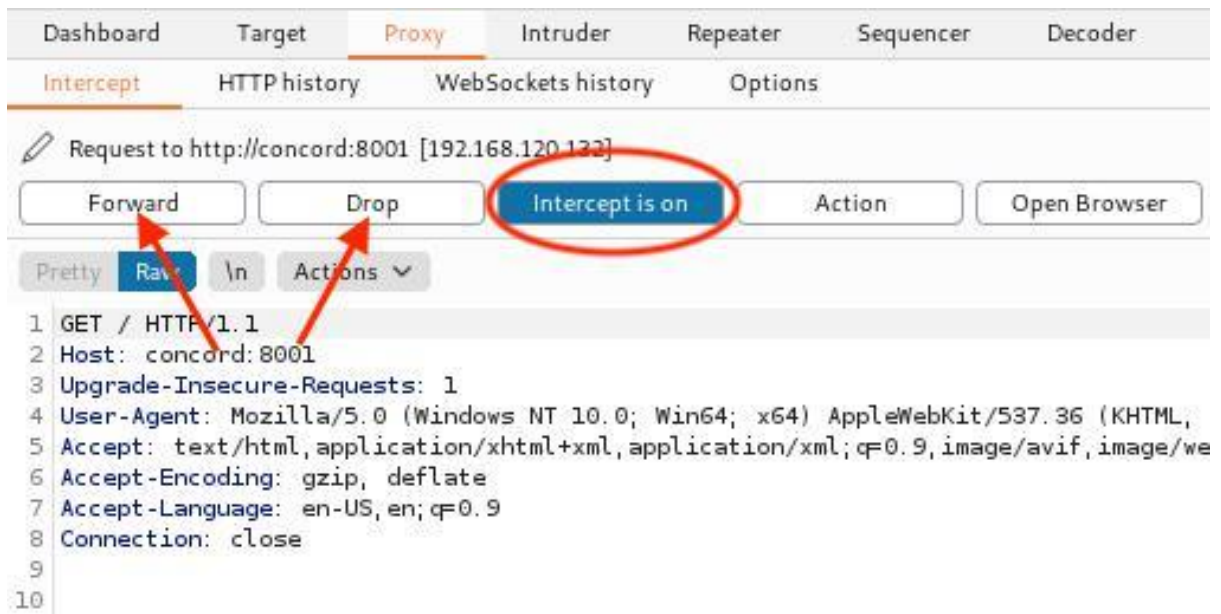 Dashboard Target Proxy Intruder Repeater Sequencer Decoder
Intercept HTTP history WebSockets history Options
Request to http://concord:8001 [192.168.120.132]
Forward Drop Intercept is on Action Open Browser
Pretty Raw \n Actions
1 GET / HTTP/1.1
2 Host: concord:8001
3 Upgrade-Insecure-Requests: 1
4 User-Agent: Mozilla/5.0 (Windows NT 10.0; Win64; x64) AppleWebKit/537.36 (KHTML,
5 Accept: text/html,application/xhtml+xml,application/xml;q=0.9,image/avif,image/we
6 Accept-Encoding: gzip, deflate
7 Accept-Language: en-US,en;q=0.9
8 Connection: close
9
10